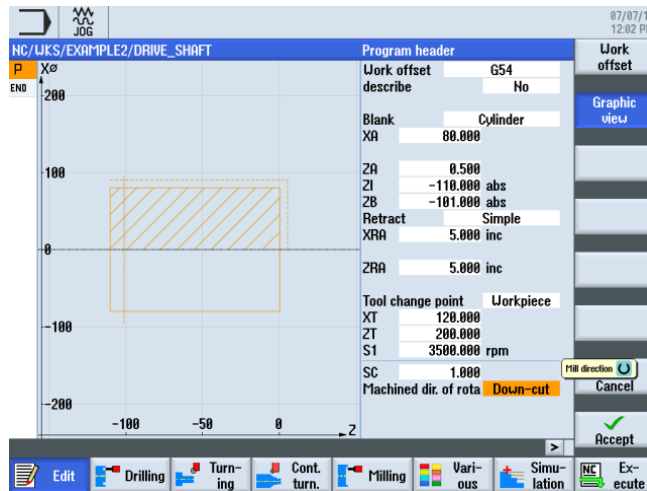 07/07/1
12:02 P
JOG
NC/WKS/EXAMPLE2/DRIVE_SHAFT
Program header
Work offset
P
END
XØ
200
100
0
-100
-200
-100
-50
0
Z
Work offset G54
describe No
Blank Cylinder
XA 80.000
ZA 0.500
ZI -110.000 abs
ZB -101.000 abs
Retract Simple
XRA 5.000 inc
ZRA 5.000 inc
Tool change point Workpiece
XT 120.000
ZT 200.000
S1 3500.000 rpm
SC 1.000
Machined dir. of rota Down-cut
Graphic view
Mill direction
Cancel
Accept
>
Edit
Drilling
Turn-
ing
Cont.
turn.
Milling
Vari-
ous
Simu-
lation
NC
Ex-
ecute